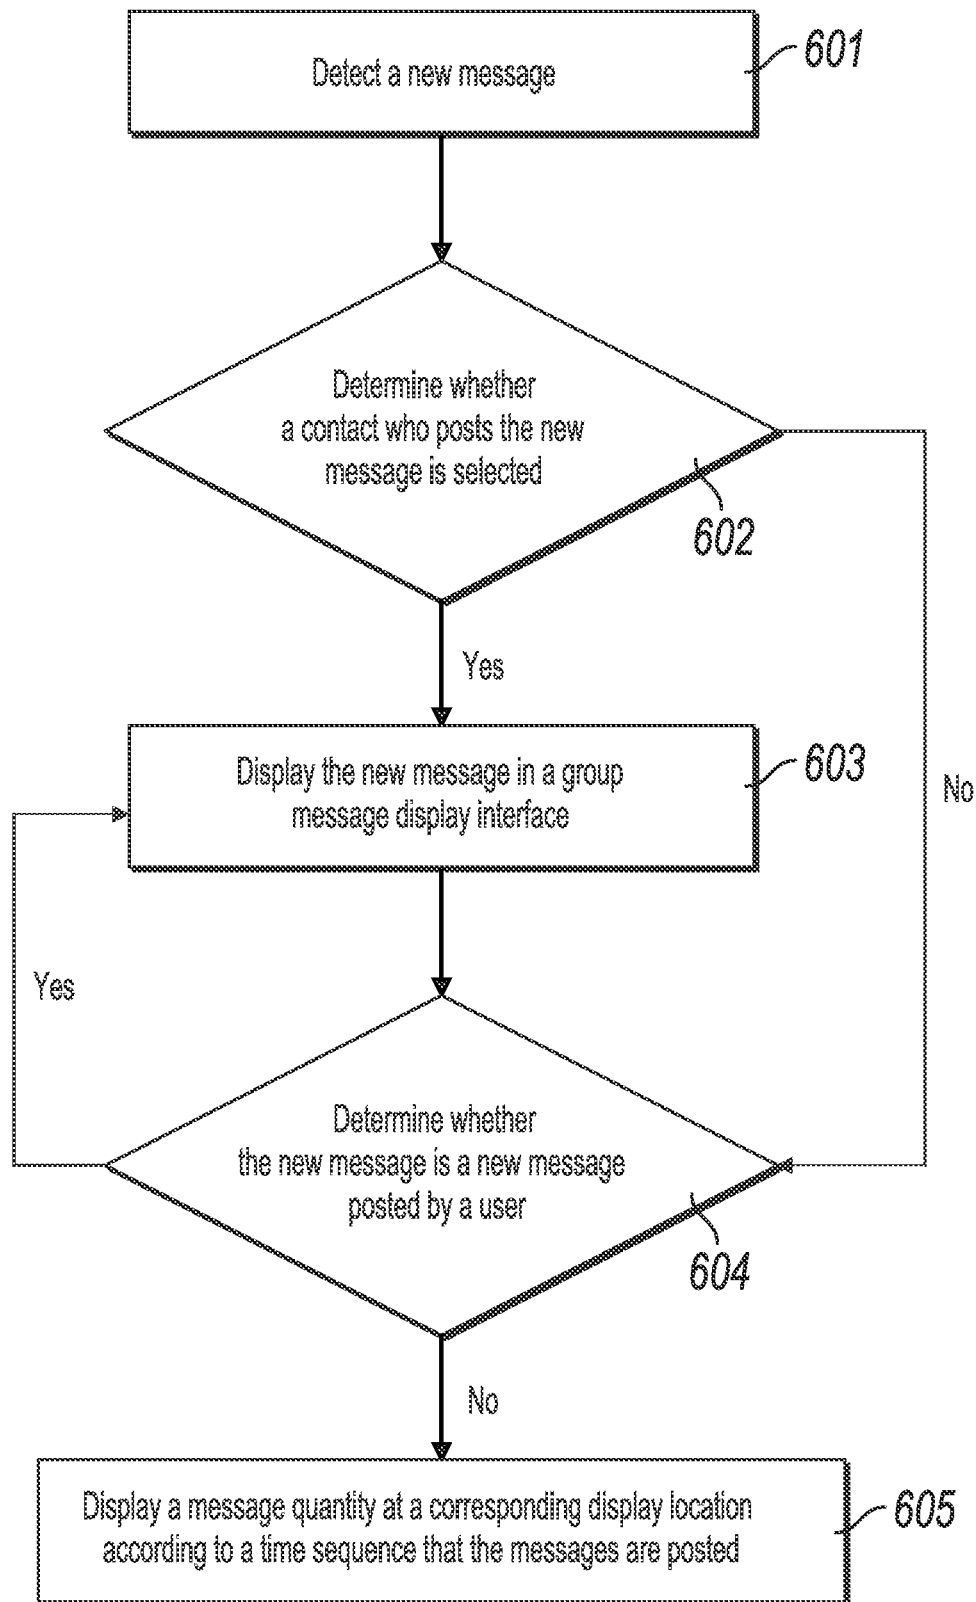 Detect a new message
601
Determine whether
a contact who posts the new
message is selected
602
Yes
Display the new message in a group
message display interface
603
No
Yes
Determine whether
the new message is a new message
posted by a user
604
No
Display a message quantity at a corresponding display location
according to a time sequence that the messages are posted
605